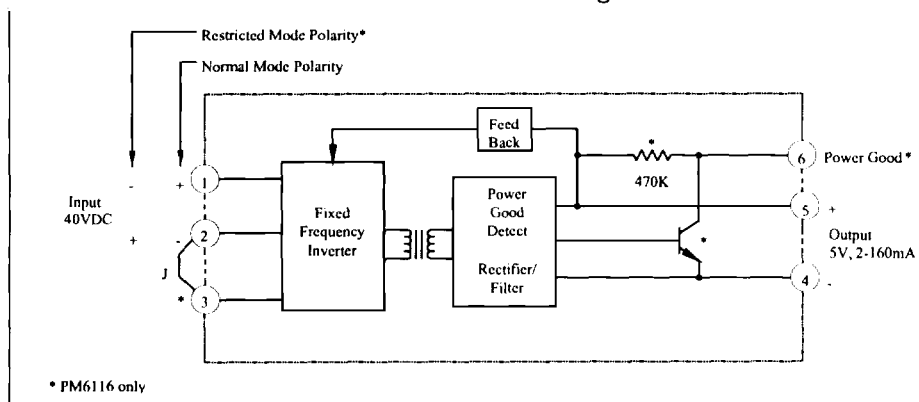 Restricted Mode Polarity*
Normal Mode Polarity
Feed
Back
*
470K
6
Power Good *
- +
1
Input
40VDC
Fixed
Frequency
Inverter
Power
Good
Detect
Rectifier/
Filter
5
+
+ -
2
*
Output
5V, 2-160mA
J
* 3
4
-
* PM6116 only